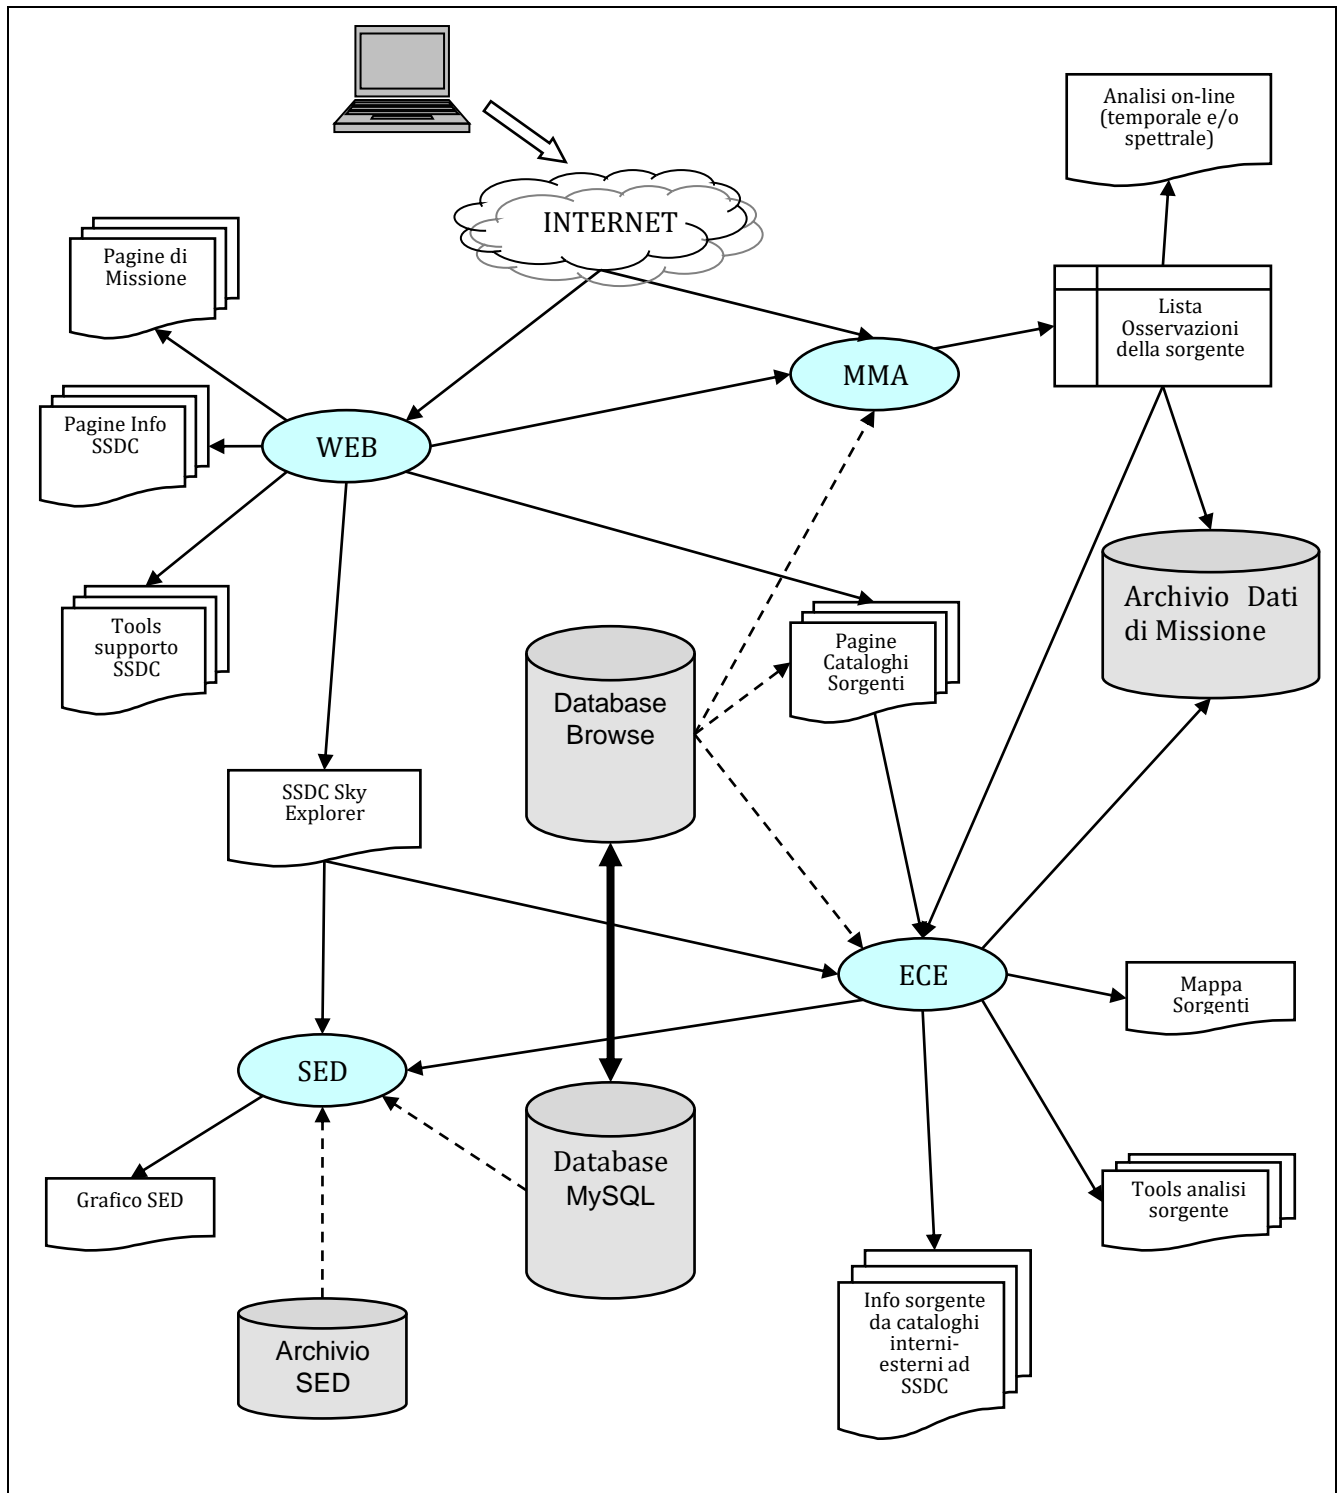 Analisi on-line
(temporale e/o
spettrale)
INTERNET
Pagine di
Missione
Lista
Osservazioni
della sorgente
MMA
Pagine Info
SSDC
WEB
Archivio Dati
di Missione
Tools
supporto
SSDC
Pagine
Cataloghi
Sorgenti
Database
Browse
SSDC Sky
Explorer
ECE
Mappa
Sorgenti
SED
Database
MySQL
Grafico SED
Tools analisi
sorgente
Info sorgente
da cataloghi
interni-
esterni ad
SSDC
Archivio
SED